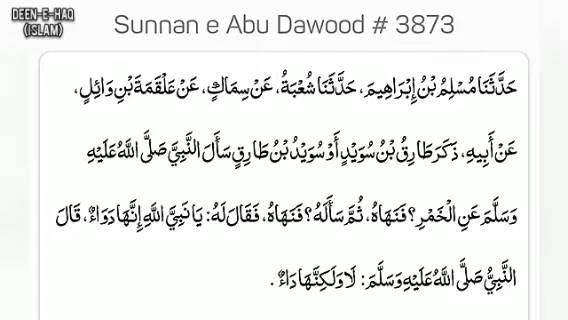 DEEN-E-HAQ
(ISLAM)
Sunnan e Abu Dawood # 3873
حَدَّثَنَا مُسْلِمُ بْنُ إِبْرَاهِيمَ، حَدَّثَنَا شُعْبَةُ، عَنْ سِمَاكٍ، عَنْ عَلْقَمَةَ بْنِ وَائِلٍ،
عَنْ أَبِيهِ، ذَكَرَ طَارِقُ بْنُ سُوَيْدٍ أَوْ سُوَيْدُ بْنُ طَارِقٍ سَأَلَ النَّبِيَّ صَلَّى اللَّهُ عَلَيْهِ
وَسَلَّمَ عَنِ الْخَمْرِ؟ فَنَهَاهُ، ثُمَّ سَأَلَهُ؟ فَنَهَاهُ، فَقَالَ لَهُ: يَا نَبِيَّ اللَّهِ إِنَّهَا دَوَاءٌ، قَالَ
النَّبِيُّ صَلَّى اللَّهُ عَلَيْهِ وَسَلَّمَ: لَا وَلَكِنَّهَا دَاءٌ .